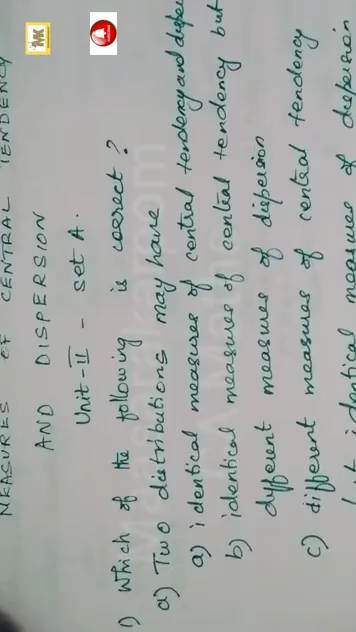 MEASURES OF CENTRAL TENDENCY
AND DISPERSION
Unit-II - Set A.
1) Which of the following is correct?
a) Two distributions may have
a) identical measures of central tendency and
b) identical measures of central tendency but
different measures of dispersion
c) different measures of central tendency
identical measures of dispersion
MK